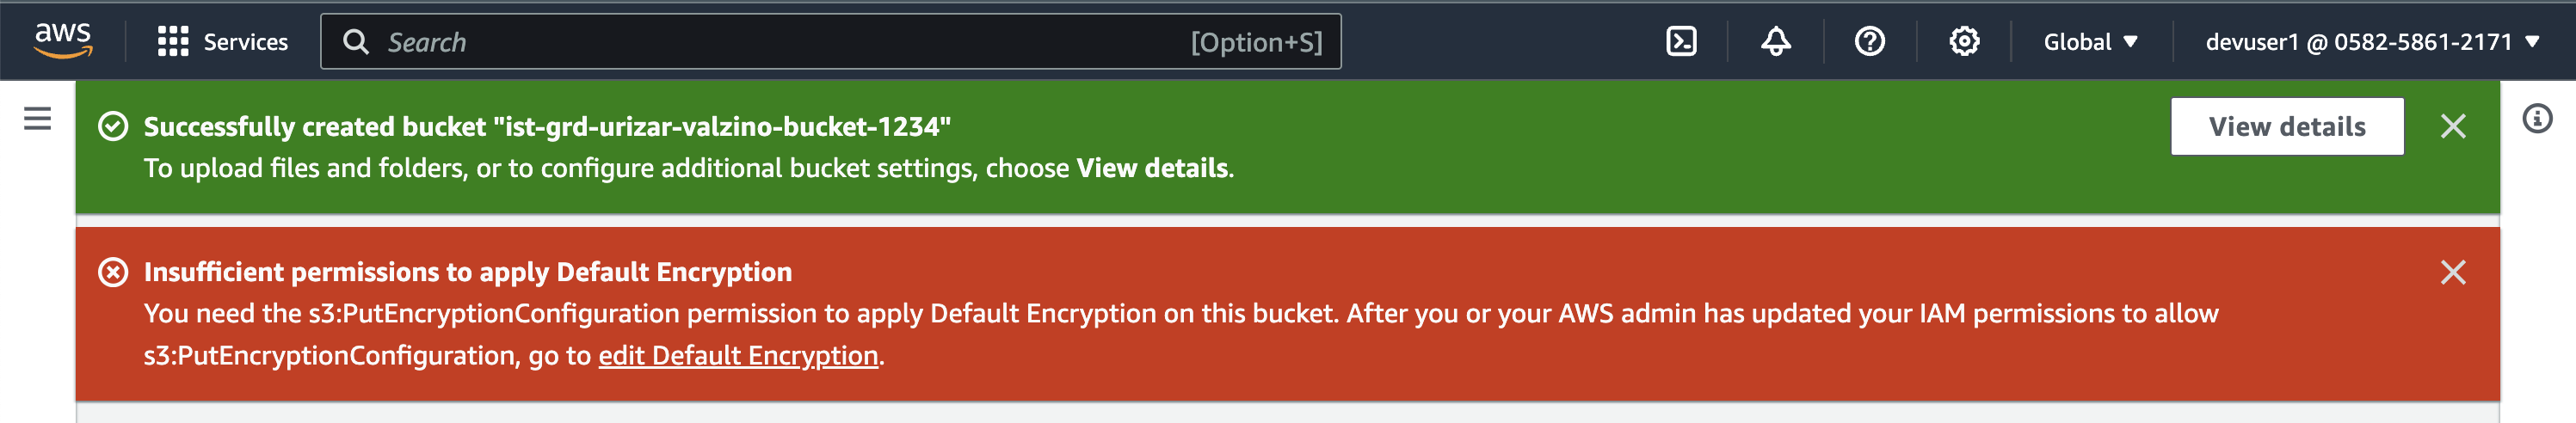 aws
Services
Search
[Option+S]
Global
devuser1 @ 0582-5861-2171
Successfully created bucket "ist-grd-urizar-valzino-bucket-1234"
To upload files and folders, or to configure additional bucket settings, choose View details.
View details
Insufficient permissions to apply Default Encryption
You need the s3:PutEncryptionConfiguration permission to apply Default Encryption on this bucket. After you or your AWS admin has updated your IAM permissions to allow
s3:PutEncryptionConfiguration, go to edit Default Encryption.